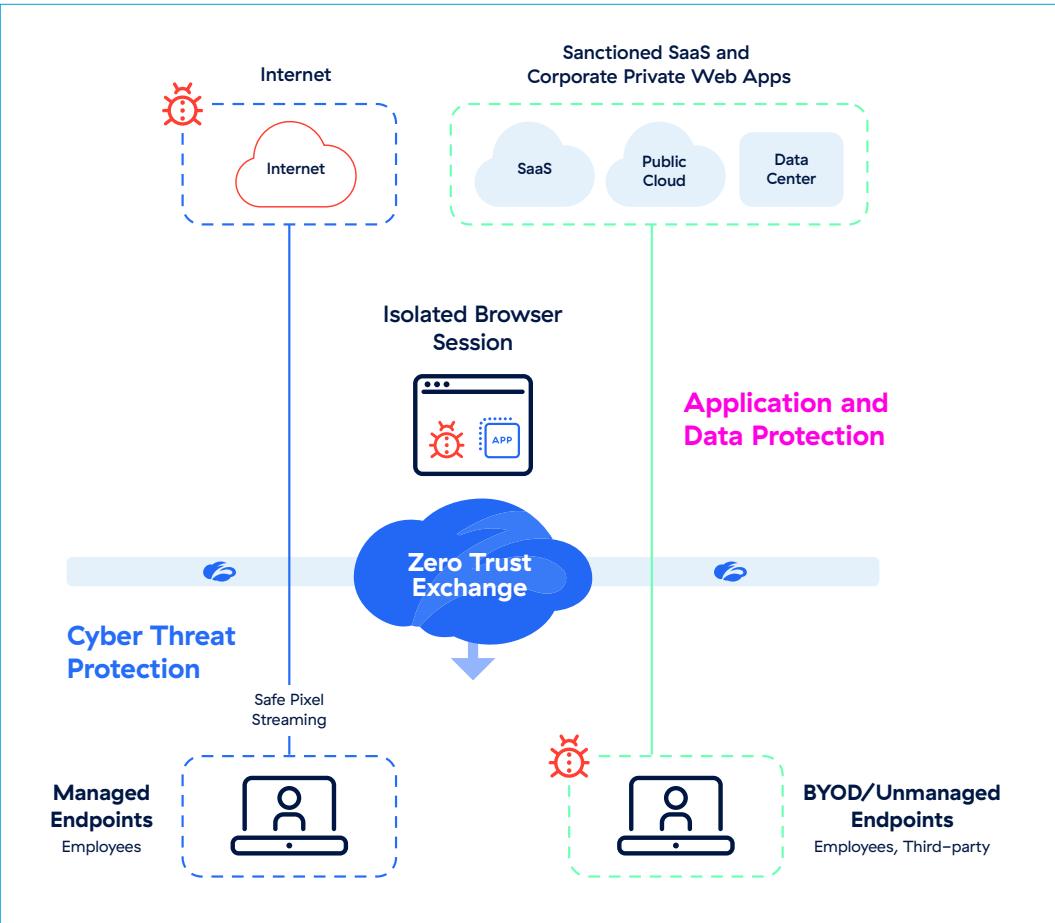 Internet
Sanctioned SaaS and
Corporate Private Web Apps
Internet
SaaS
Public
Cloud
Data
Center
Isolated Browser
Session
APP
Application and
Data Protection
Zero Trust
Exchange
Cyber Threat
Protection
Safe Pixel
Streaming
Managed
Endpoints
Employees
BYOD/Unmanaged
Endpoints
Employees, Third-party